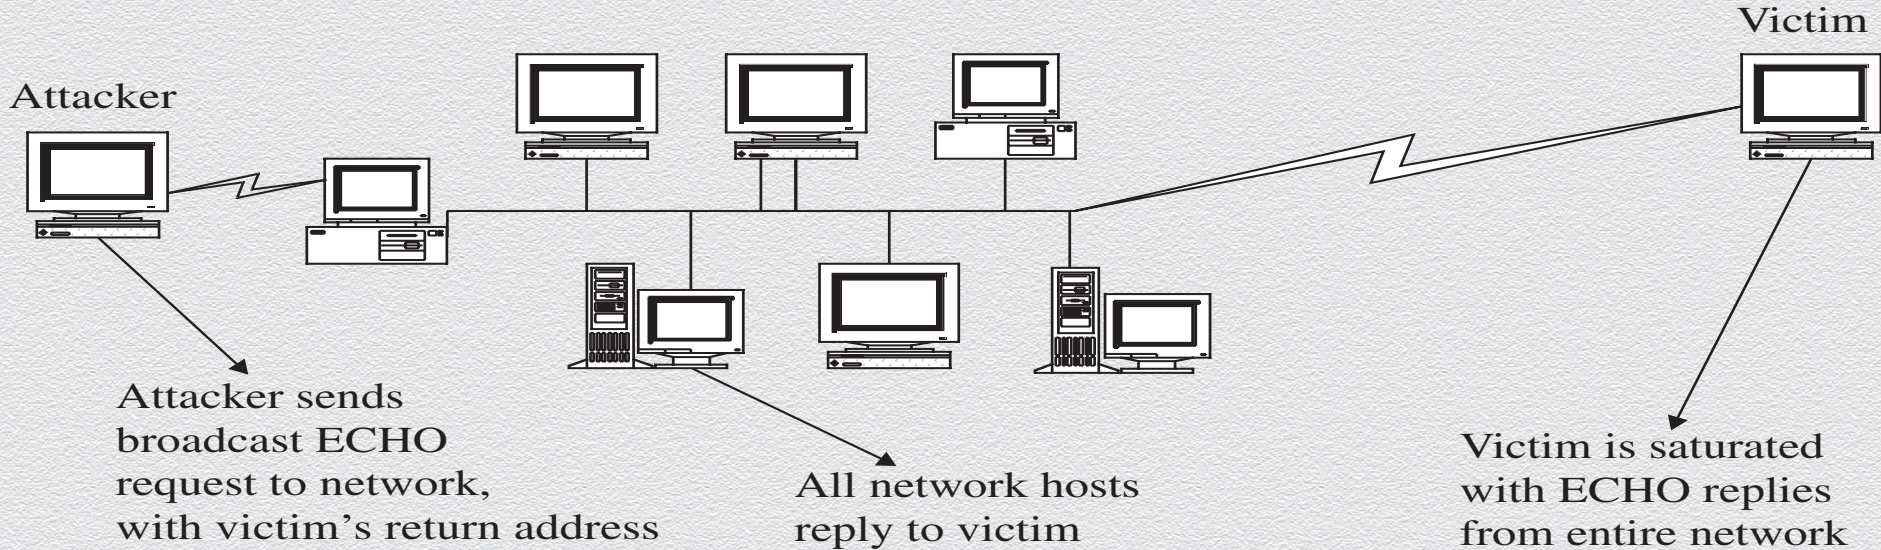 Victim
Attacker
Attacker sends
broadcast ECHO
request to network,
with victim’s return address
All network hosts
reply to victim
Victim is saturated
with ECHO replies
from entire network